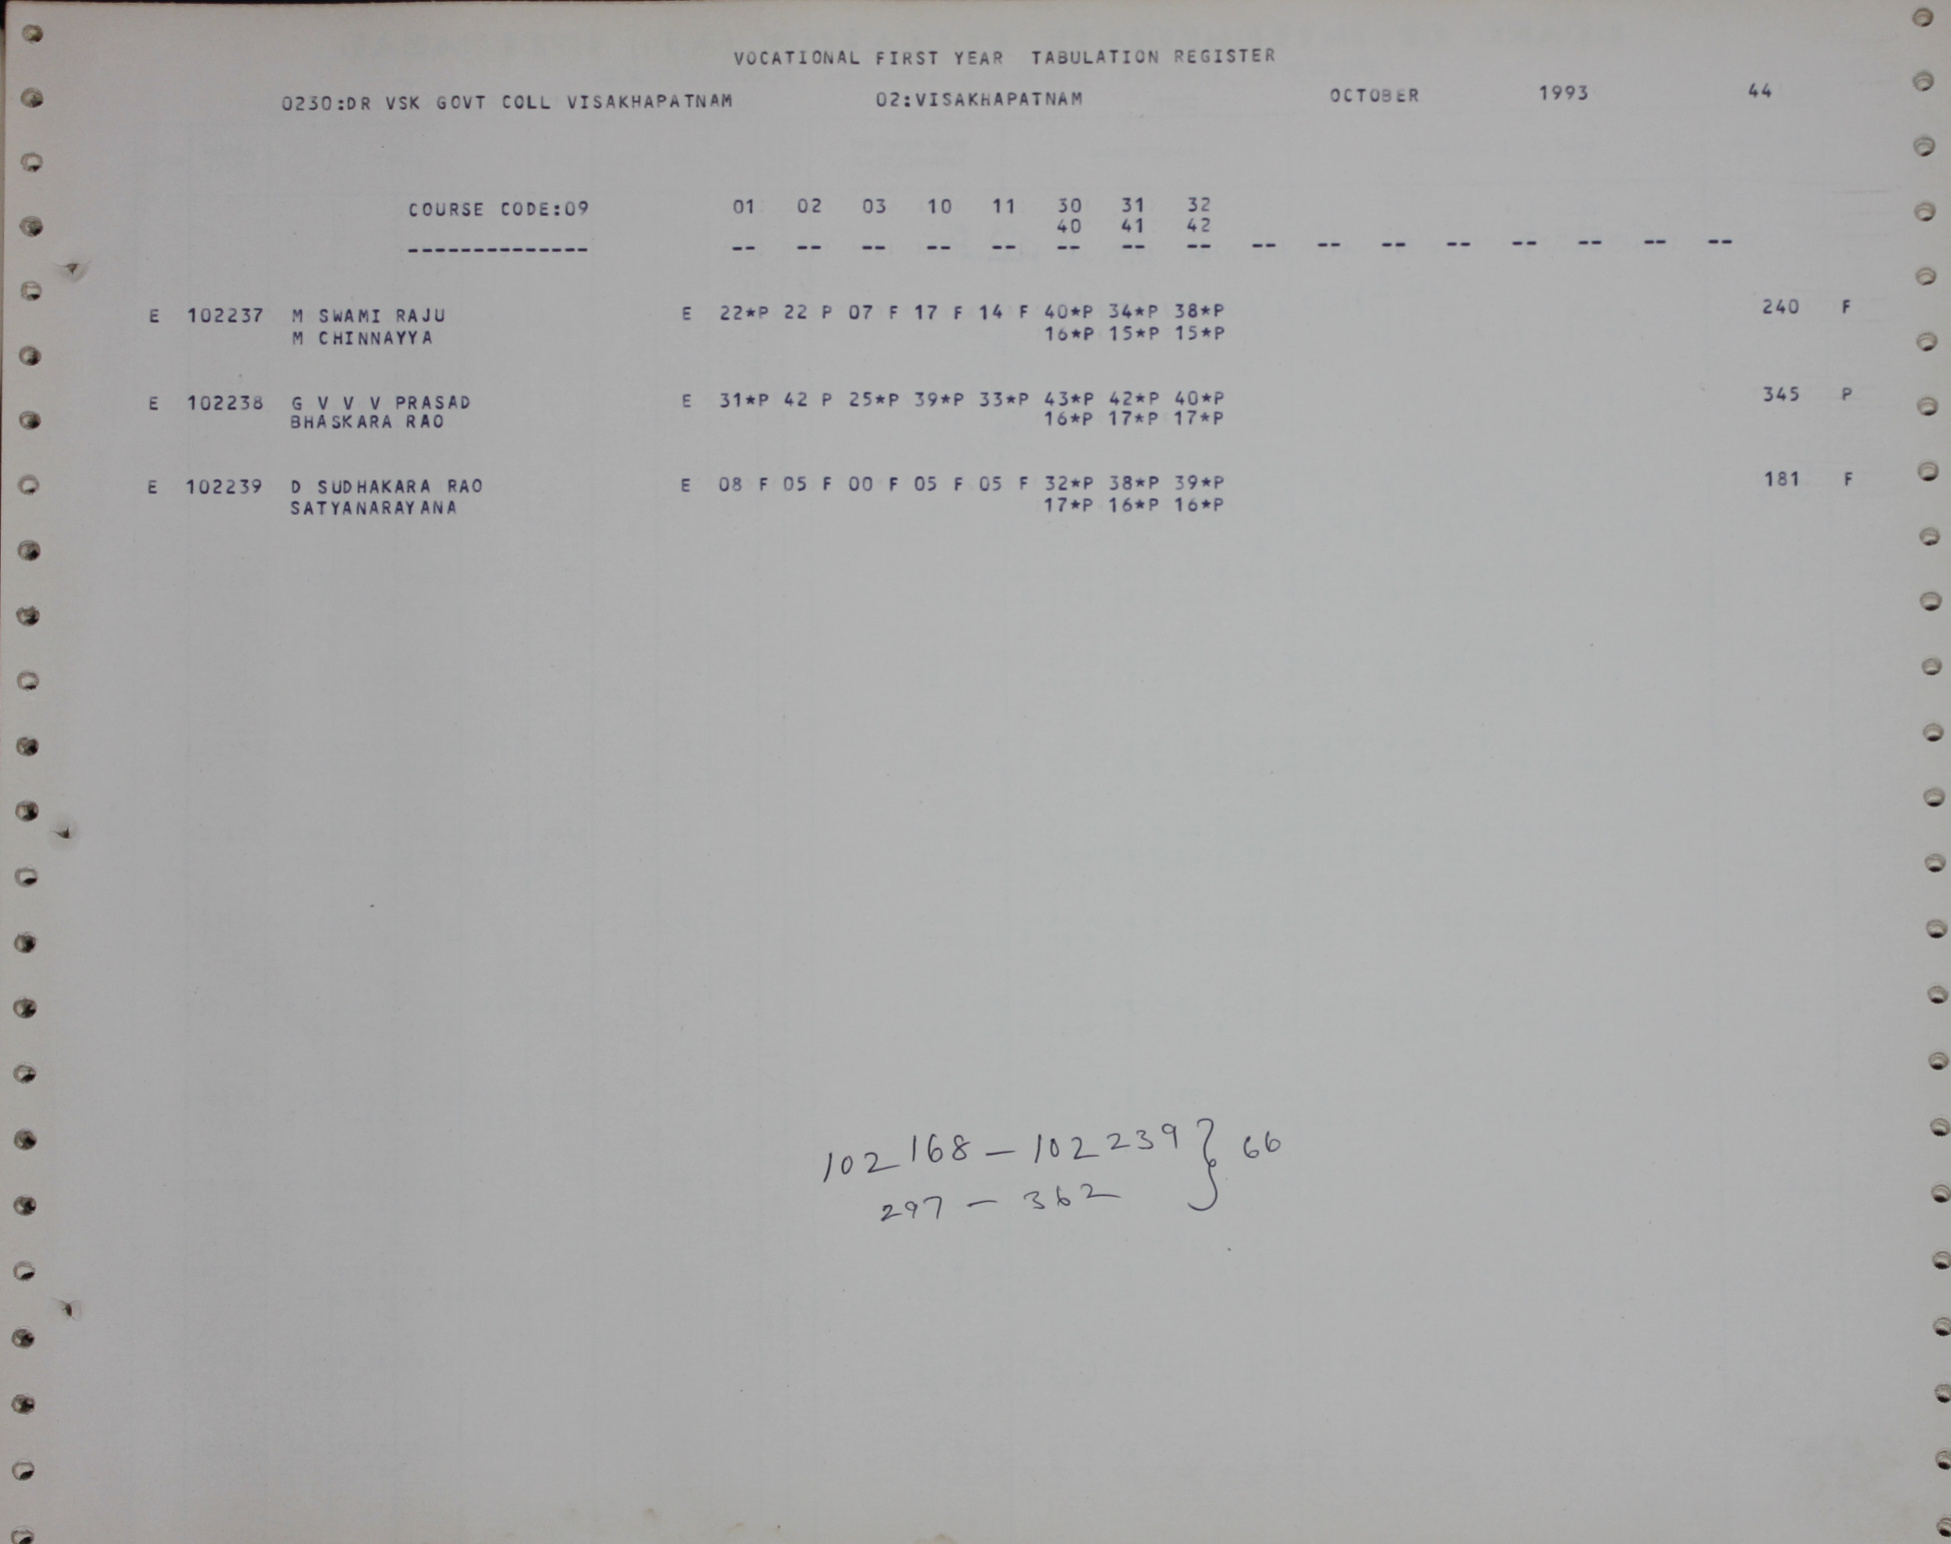 VOCATIONAL FIRST YEAR TABULATION REGISTER
0230:DR VSK GOVT COLL VISAKHAPATNAM 02:VISAKHAPATNAM OCTOBER 1993 44
COURSE CODE:09 01 02 03 10 11 30 31 32
40 41 42
-------------- -- -- -- -- -- -- -- -- -- -- -- -- -- -- -- --
E 102237 M SWAMI RAJU E 22*P 22 P 07 F 17 F 14 F 40*P 34*P 38*P 240 F
M CHINNAYYA 16*P 15*P 15*P
E 102238 G V V V PRASAD E 31*P 42 P 25*P 39*P 33*P 43*P 42*P 40*P 345 P
BHASKARA RAO 16*P 17*P 17*P
E 102239 D SUDHAKARA RAO E 08 F 05 F 00 F 05 F 05 F 32*P 38*P 39*P 181 F
SATYANARAYANA 17*P 16*P 16*P
102168 – 102239 } 66
297 – 362